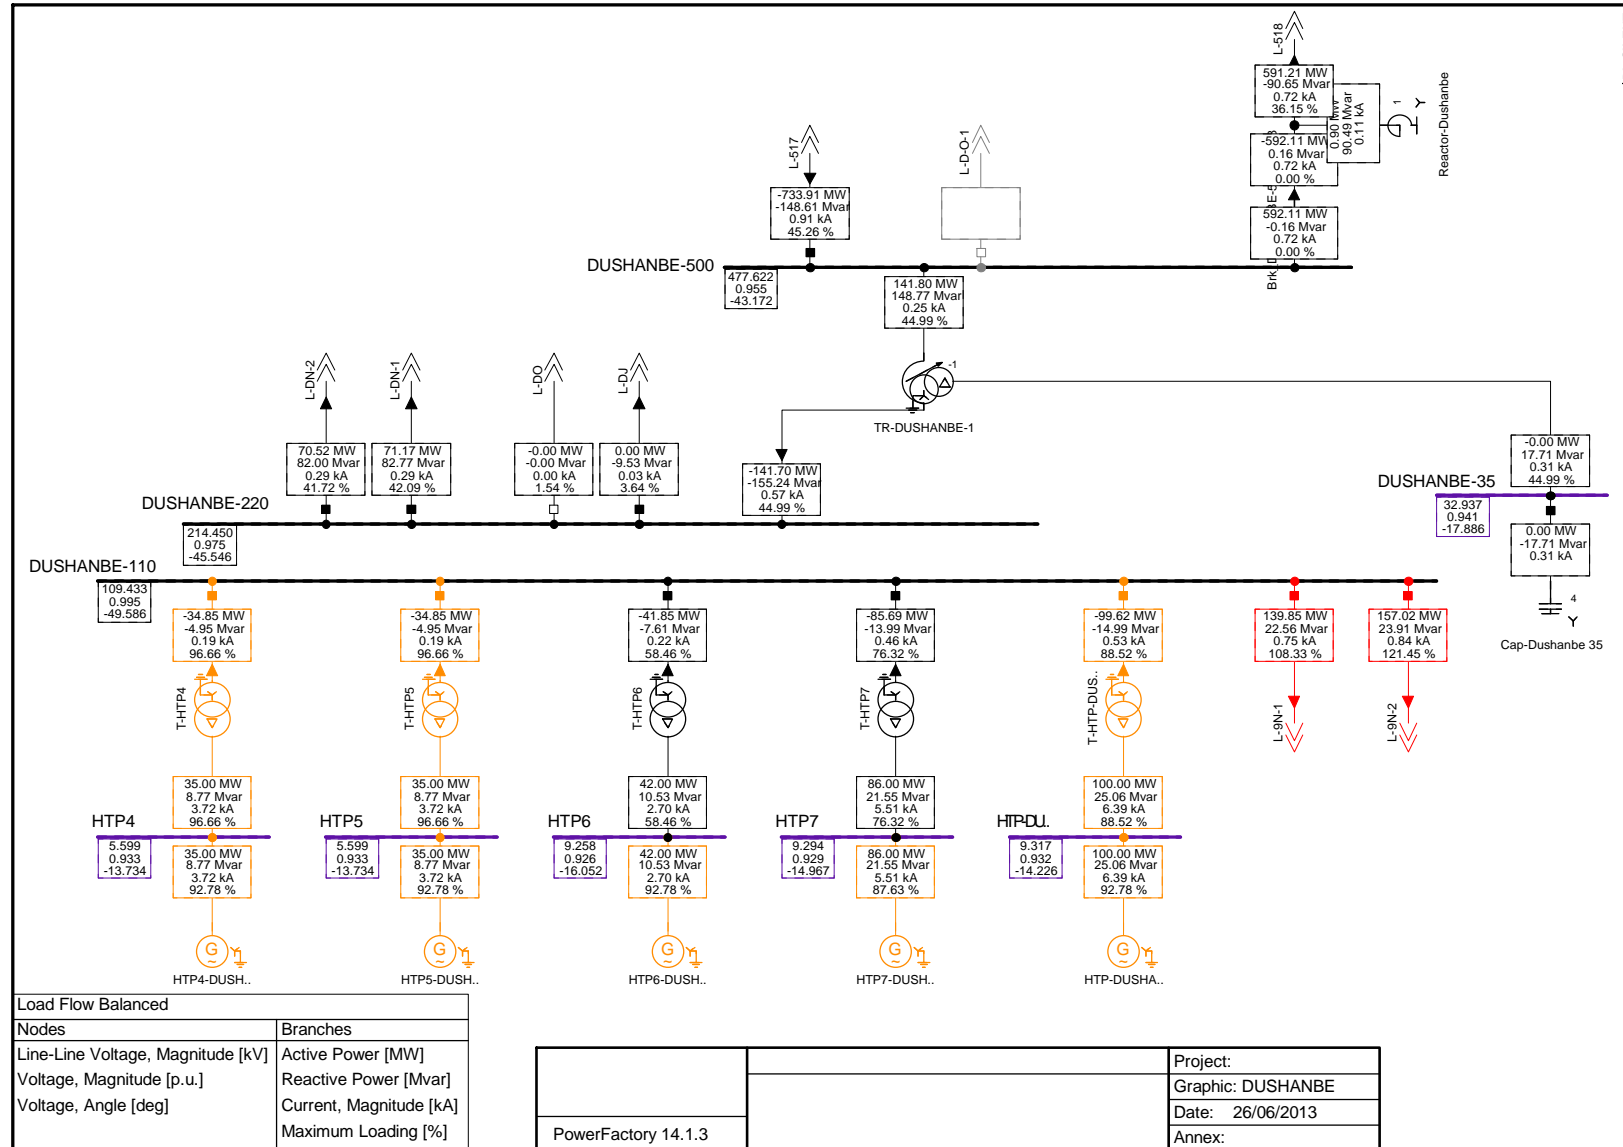 L-518
591.21 MW
-90.65 Mvar
0.72 kA
36.15 %
0.90 MW
90.49 Mvar
0.11 kA
1
Reactor-Dushanbe
-592.11 MW
0.16 Mvar
0.72 kA
0.00 %
592.11 MW
-0.16 Mvar
0.72 kA
0.00 %
L-517
-733.91 MW
-148.61 Mvar
0.91 kA
45.26 %
L-D-O-1
DUSHANBE-500
477.622
0.955
-43.172
141.80 MW
148.77 Mvar
0.25 kA
44.99 %
-1
TR-DUSHANBE-1
L-DN-2
L-DN-1
L-DO
L-DJ
70.52 MW
82.00 Mvar
0.29 kA
41.72 %
71.17 MW
82.77 Mvar
0.29 kA
42.09 %
-0.00 MW
-0.00 Mvar
0.00 kA
1.54 %
0.00 MW
-9.53 Mvar
0.03 kA
3.64 %
-141.70 MW
-155.24 Mvar
0.57 kA
44.99 %
-0.00 MW
17.71 Mvar
0.31 kA
44.99 %
DUSHANBE-35
32.937
0.941
-17.886
0.00 MW
-17.71 Mvar
0.31 kA
4
Cap-Dushanbe 35
DUSHANBE-220
214.450
0.975
-45.546
DUSHANBE-110
109.433
0.995
-49.586
-34.85 MW
-4.95 Mvar
0.19 kA
96.66 %
-34.85 MW
-4.95 Mvar
0.19 kA
96.66 %
-41.85 MW
-7.61 Mvar
0.22 kA
58.46 %
-85.69 MW
-13.99 Mvar
0.46 kA
76.32 %
-99.62 MW
-14.99 Mvar
0.53 kA
88.52 %
139.85 MW
22.56 Mvar
0.75 kA
108.33 %
157.02 MW
23.91 Mvar
0.84 kA
121.45 %
T-HTP4
T-HTP5
T-HTP6
T-HTP7
T-HTP-DUS..
L-9N-1
L-9N-2
35.00 MW
8.77 Mvar
3.72 kA
96.66 %
35.00 MW
8.77 Mvar
3.72 kA
96.66 %
42.00 MW
10.53 Mvar
2.70 kA
58.46 %
86.00 MW
21.55 Mvar
5.51 kA
76.32 %
100.00 MW
25.06 Mvar
6.39 kA
88.52 %
HTP4
HTP5
HTP6
HTP7
HTP-DU.
5.599
0.933
-13.734
5.599
0.933
-13.734
9.258
0.926
-16.052
9.294
0.929
-14.967
9.317
0.932
-14.226
35.00 MW
8.77 Mvar
3.72 kA
92.78 %
35.00 MW
8.77 Mvar
3.72 kA
92.78 %
42.00 MW
10.53 Mvar
2.70 kA
92.78 %
86.00 MW
21.55 Mvar
5.51 kA
87.63 %
100.00 MW
25.06 Mvar
6.39 kA
92.78 %
G
G
G
G
G
HTP4-DUSH..
HTP5-DUSH..
HTP6-DUSH..
HTP7-DUSH..
HTP-DUSHA..
Load Flow Balanced
Nodes
Branches
Line-Line Voltage, Magnitude [kV]
Active Power [MW]
Voltage, Magnitude [p.u.]
Reactive Power [Mvar]
Voltage, Angle [deg]
Current, Magnitude [kA]
Maximum Loading [%]
PowerFactory 14.1.3
Project:
Graphic: DUSHANBE
Date: 26/06/2013
Annex: